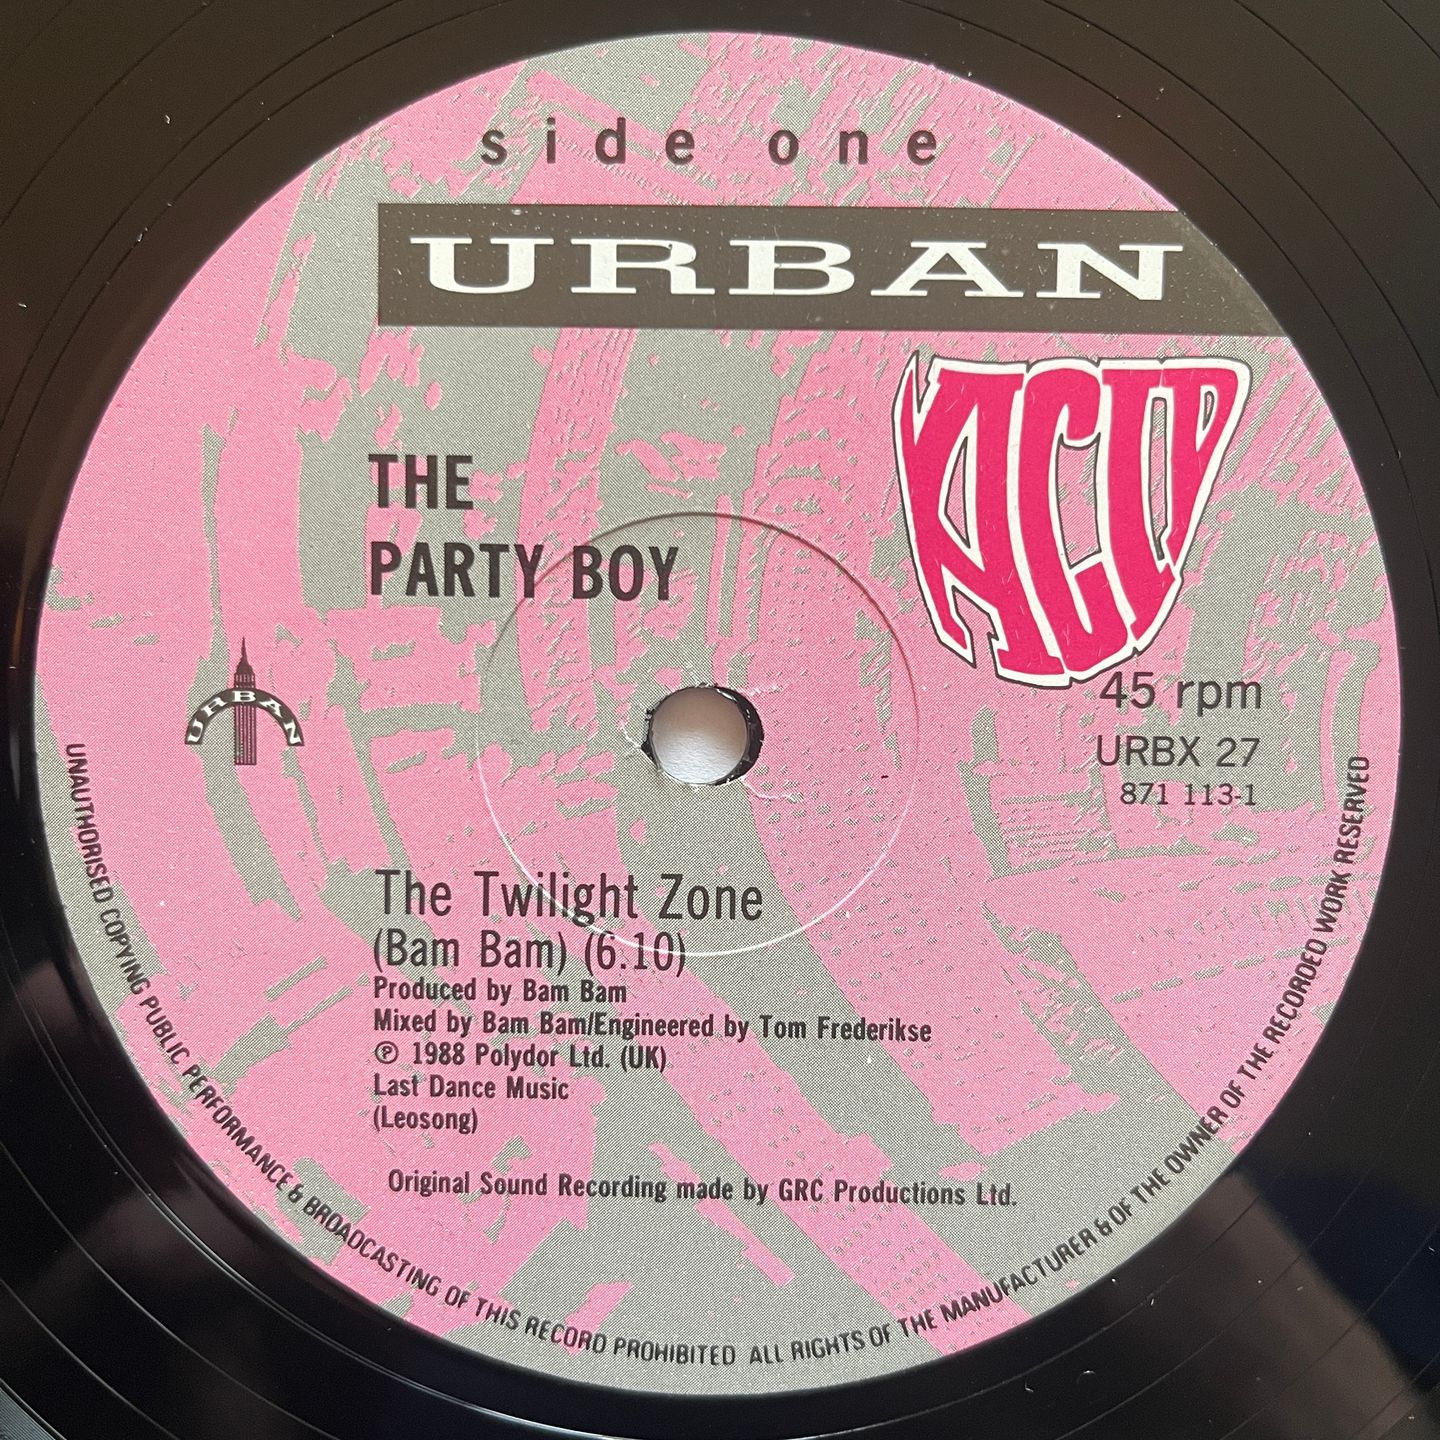 side one
URBAN
ACID
THE
PARTY BOY
URBAN
45 rpm
URBX 27
871 113-1
The Twilight Zone
(Bam Bam) (6.10)
Produced by Bam Bam
Mixed by Bam Bam/Engineered by Tom Frederikse
℗ 1988 Polydor Ltd. (UK)
Last Dance Music
(Leosong)
Original Sound Recording made by GRC Productions Ltd.
UNAUTHORISED COPYING PUBLIC PERFORMANCE & BROADCASTING OF THIS RECORD PROHIBITED ALL RIGHTS OF THE MANUFACTURER & OF THE OWNER OF THE RECORDED WORK RESERVED